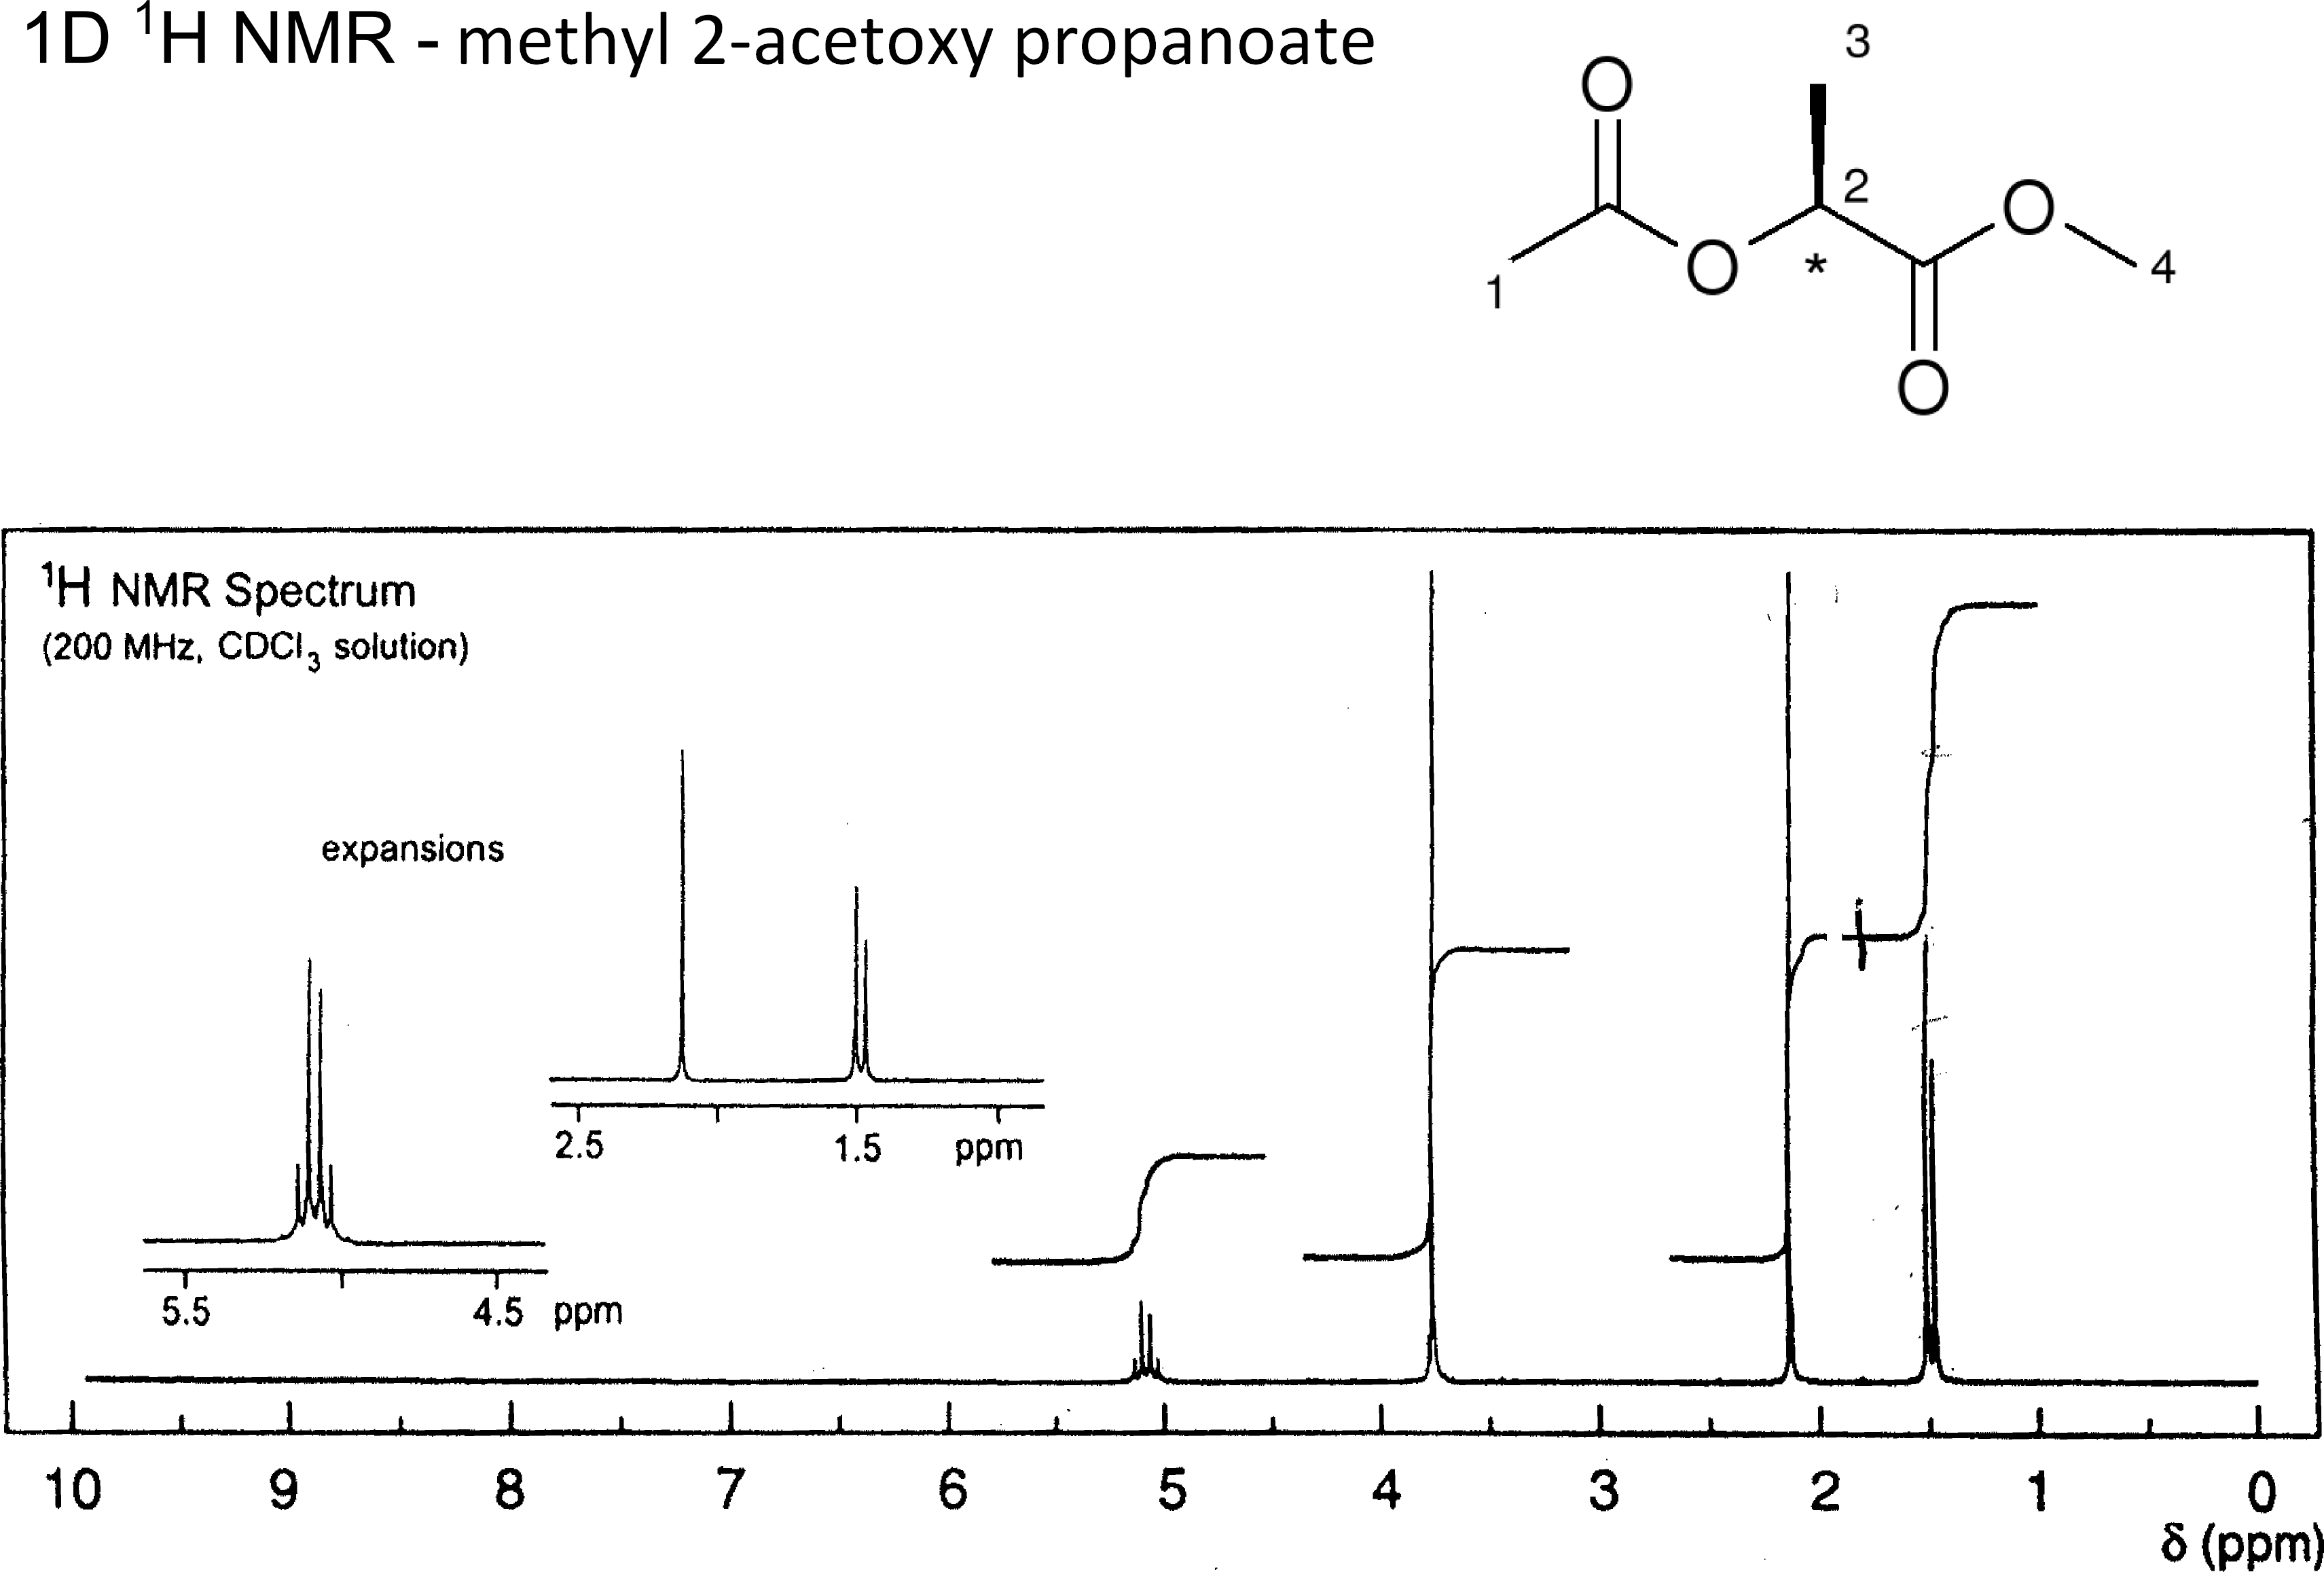 1D ¹H NMR - methyl 2-acetoxy propanoate
O
3
2
O
O
*
1
4
O
¹H NMR Spectrum
(200 MHz, CDCl₃ solution)
expansions
2.5 1.5 ppm
5.5 4.5 ppm
10 9 8 7 6 5 4 3 2 1 0
δ (ppm)